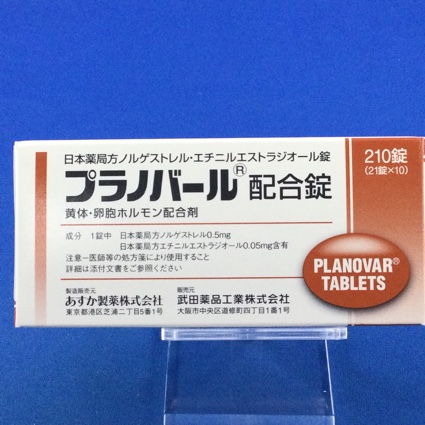 日本薬局方ノルゲストレル・エチニルエストラジオール錠
プラノバール® 配合錠
黄体・卵胞ホルモン配合剤
210錠
(21錠×10)
成分 1錠中 日本薬局方ノルゲストレル0.5mg
日本薬局方エチニルエストラジオール0.05mg含有
注意-医師等の処方箋により使用すること
詳細は添付文書をご参照ください
PLANOVAR®
TABLETS
製造販売元
あすか製薬株式会社
東京都港区芝浦二丁目5番1号
発売元
武田薬品工業株式会社
大阪市中央区道修町四丁目1番1号